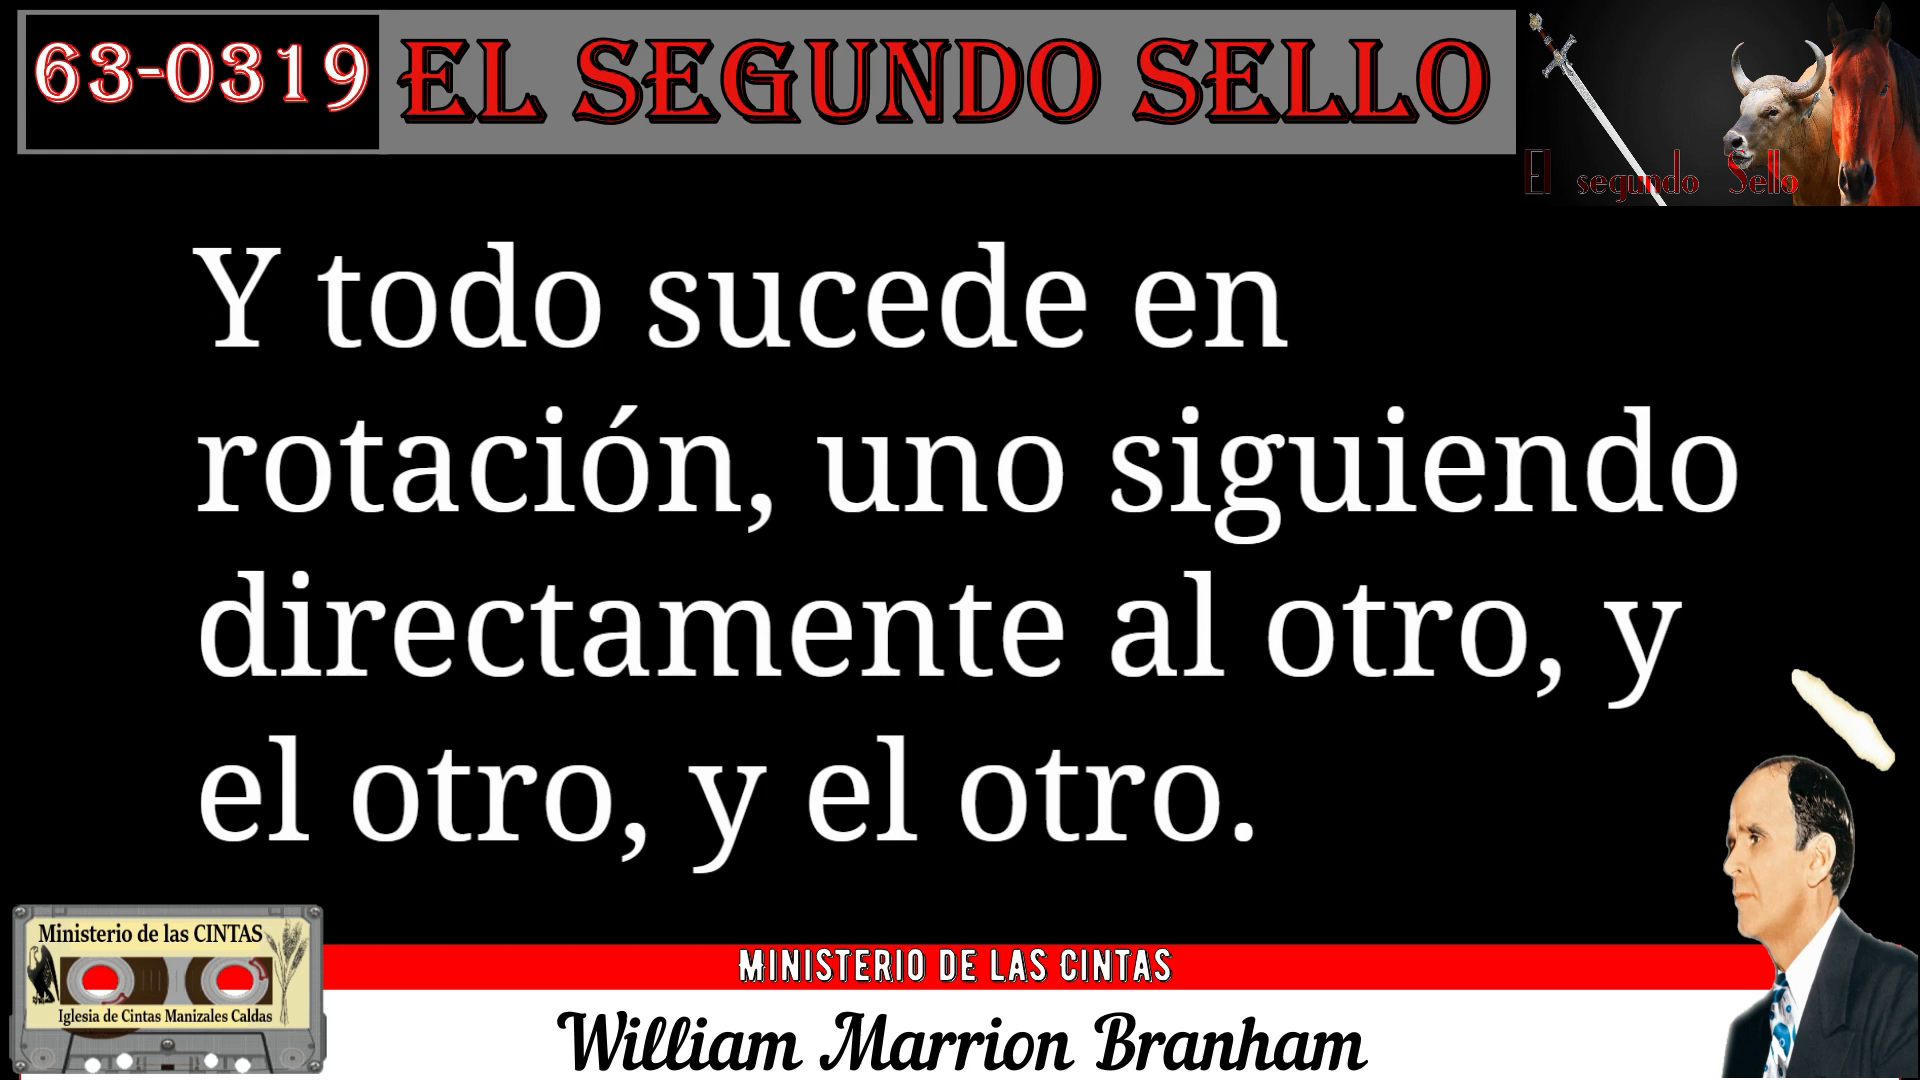 63-0319
EL SEGUNDO SELLO
El segundo Sello
Y todo sucede en
rotación, uno siguiendo
directamente al otro, y
el otro, y el otro.
Ministerio de las CINTAS
Iglesia de Cintas Manizales Caldas
MINISTERIO DE LAS CINTAS
William Marrion Branham